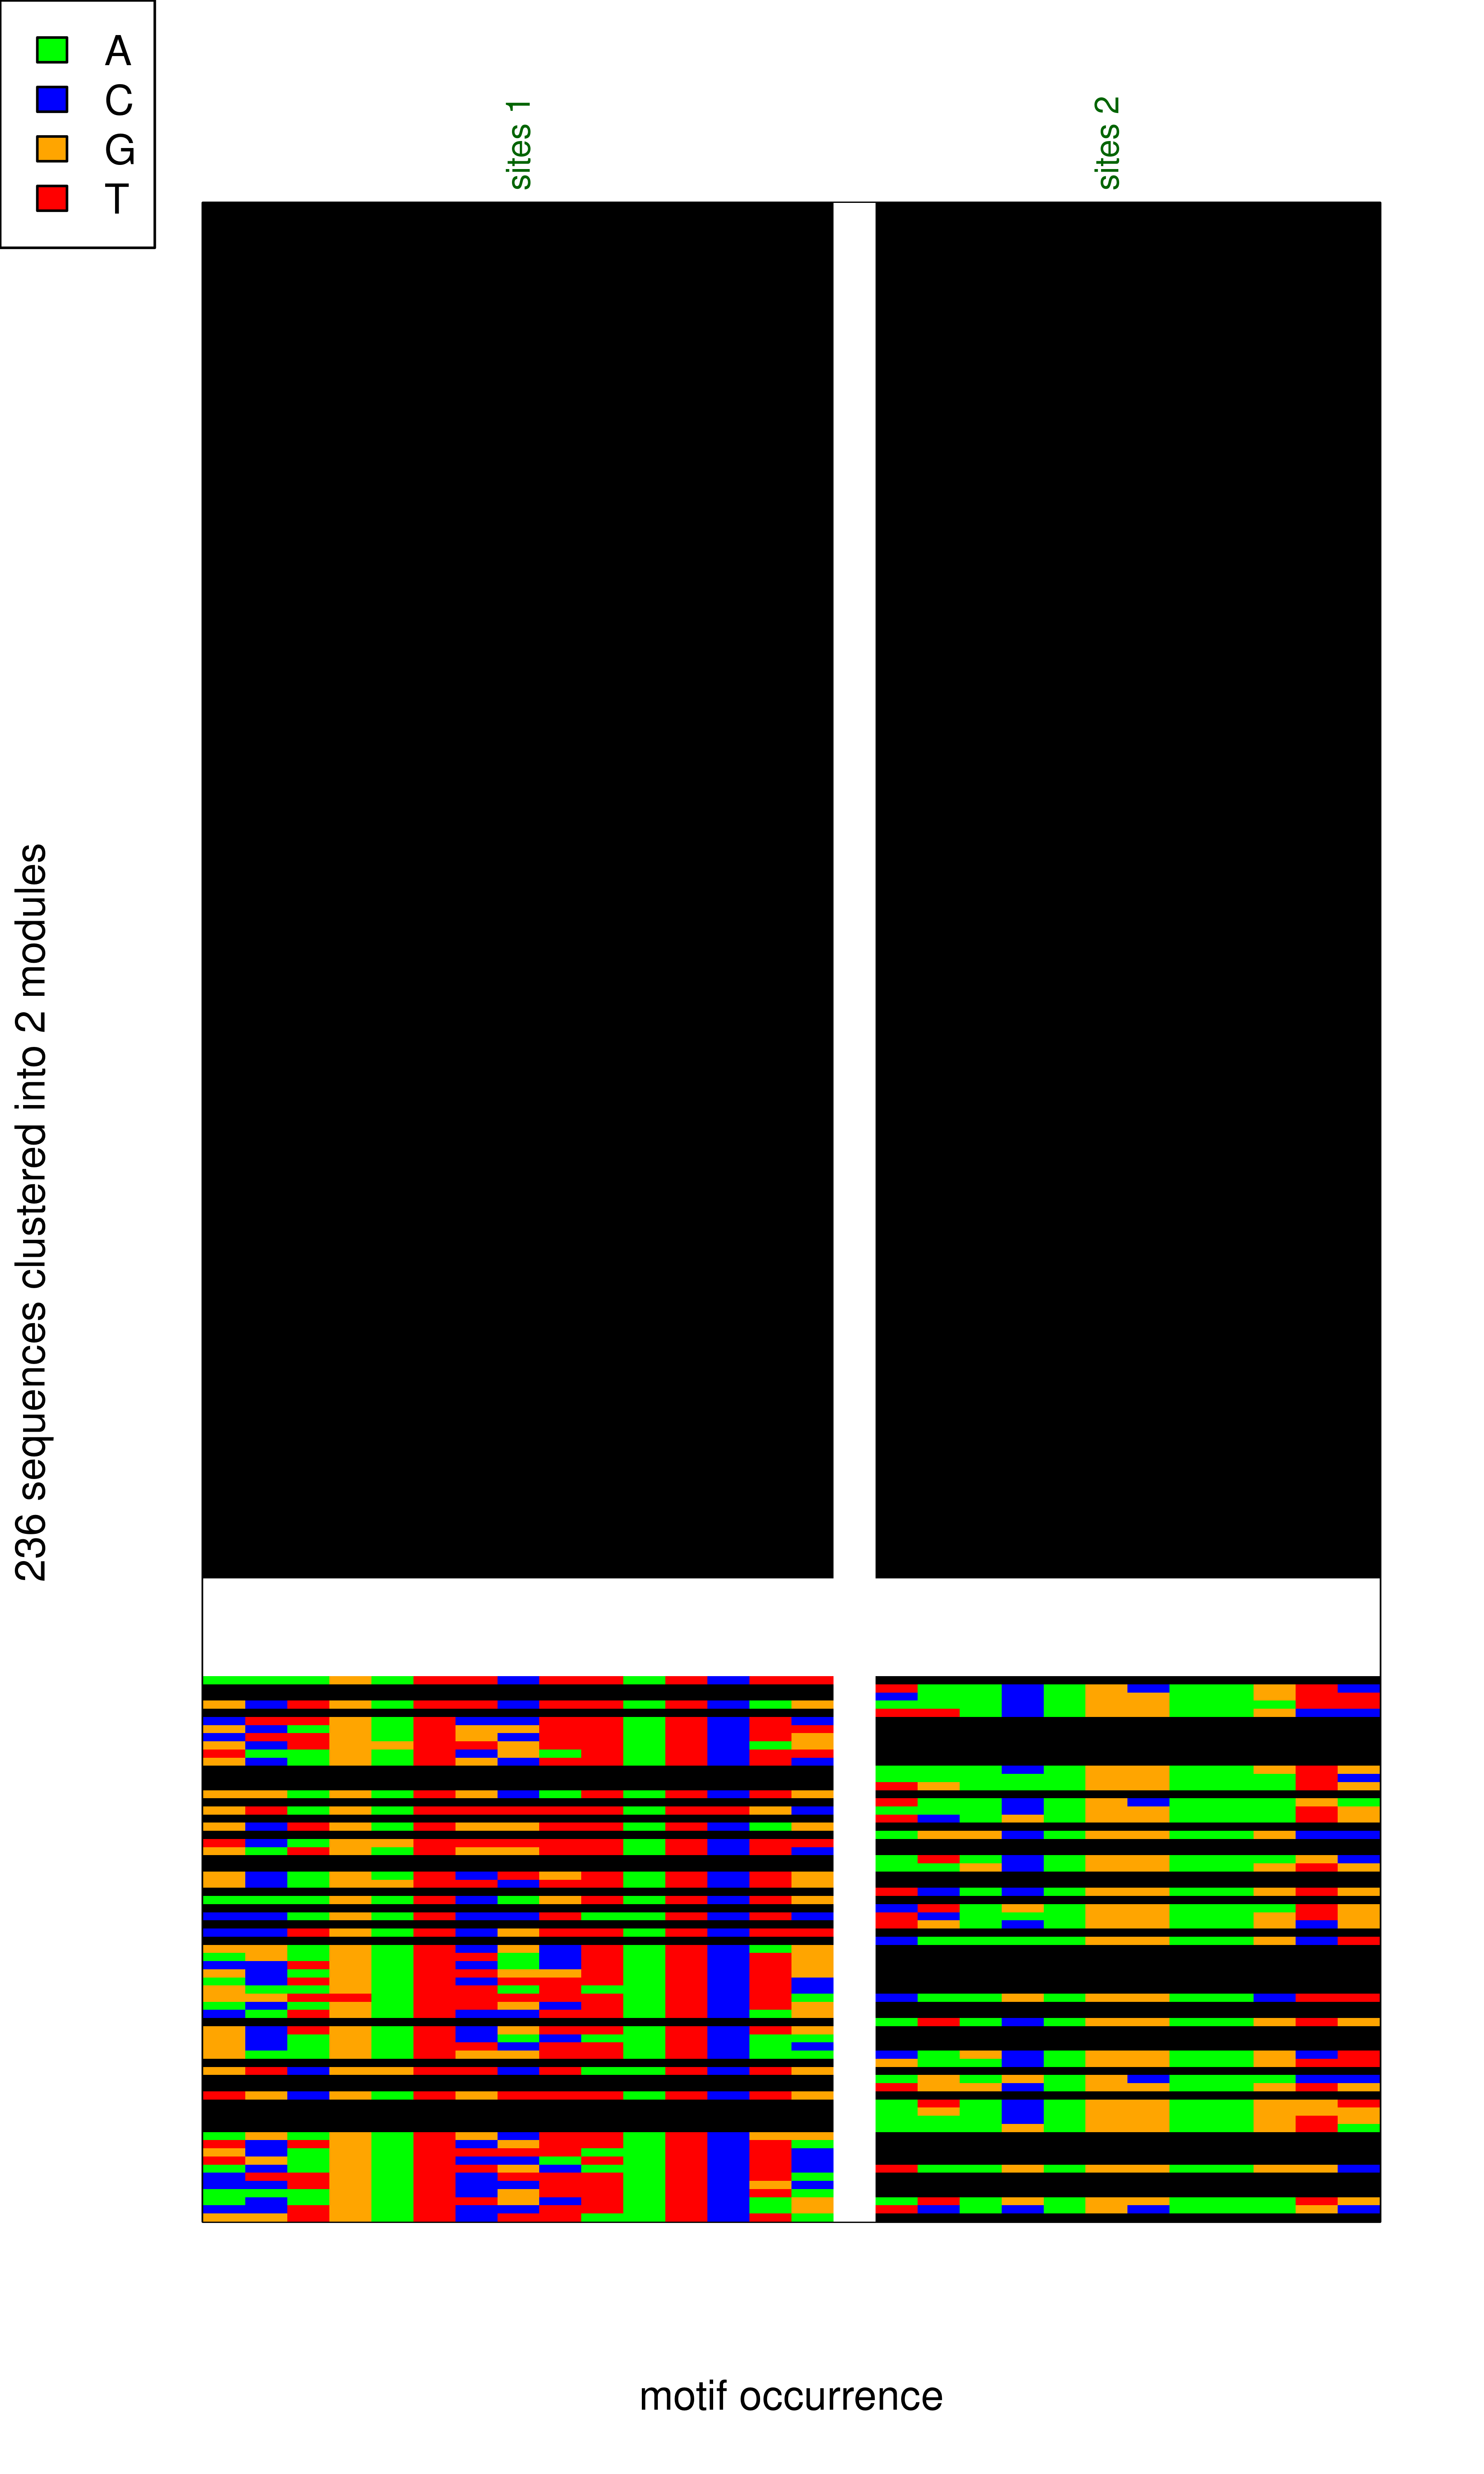 A
C
G
T
sites 1
sites 2
236 sequences clustered into 2 modules
motif occurrence